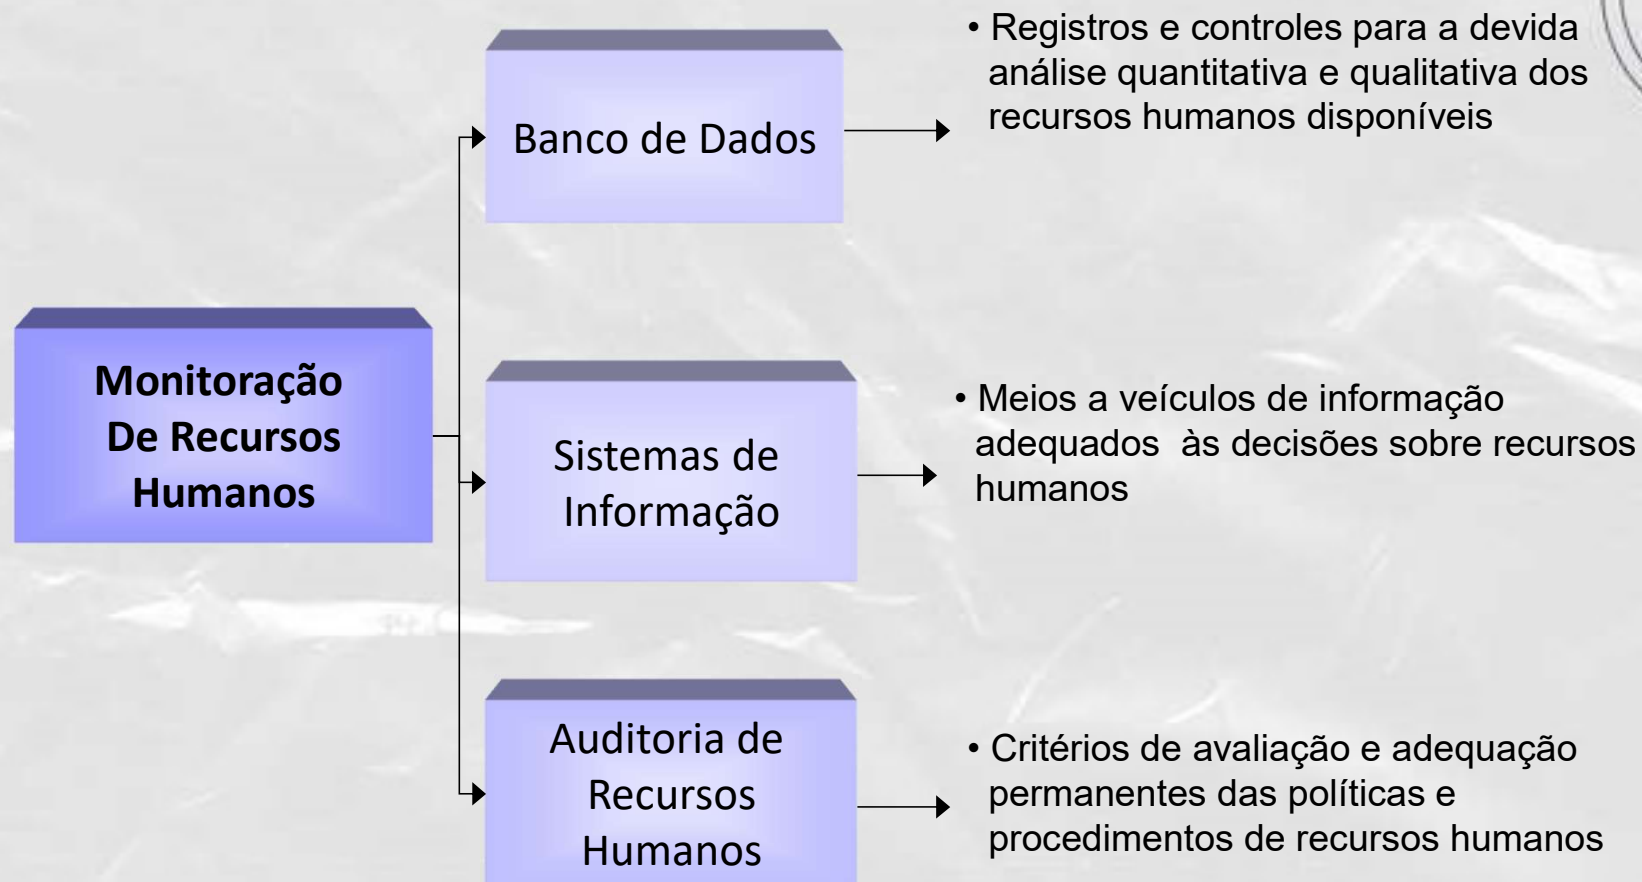 Monitoração
De Recursos
Humanos
Banco de Dados
• Registros e controles para a devida
análise quantitativa e qualitativa dos
recursos humanos disponíveis
Sistemas de
Informação
• Meios a veículos de informação
adequados  às decisões sobre recursos
humanos
Auditoria de
Recursos
Humanos
• Critérios de avaliação e adequação
permanentes das políticas e
procedimentos de recursos humanos